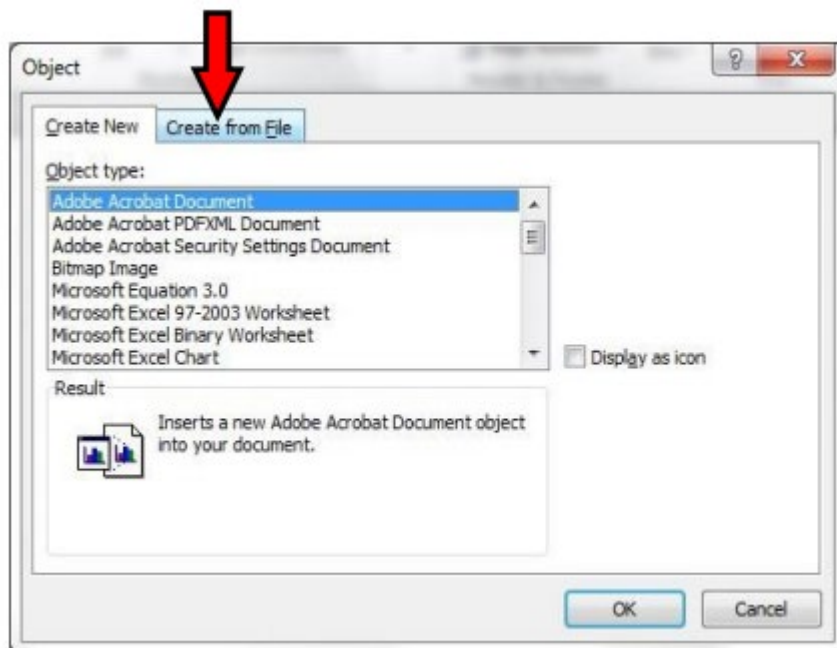 Object
Create New
Create from File
Object type:
Adobe Acrobat Document
Adobe Acrobat PDFXML Document
Adobe Acrobat Security Settings Document
Bitmap Image
Microsoft Equation 3.0
Microsoft Excel 97-2003 Worksheet
Microsoft Excel Binary Worksheet
Microsoft Excel Chart
Display as icon
Result
Inserts a new Adobe Acrobat Document object
into your document.
OK
Cancel